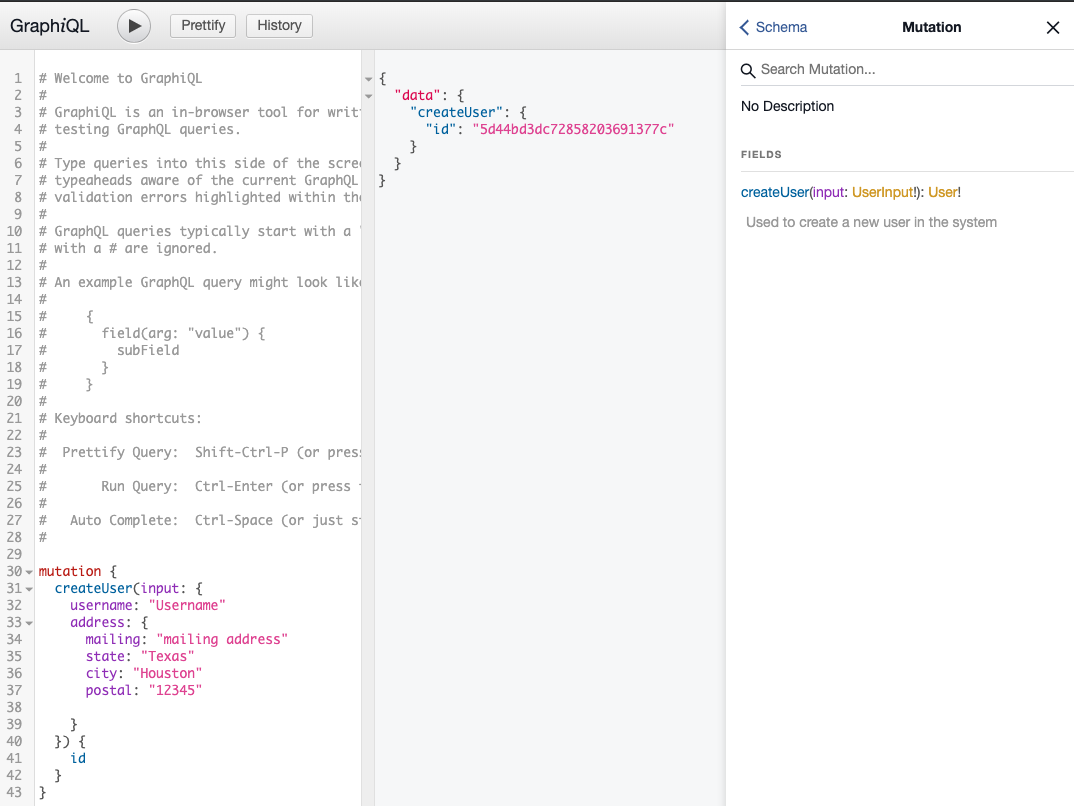 GraphiQL
Prettify
History
1 # Welcome to GraphiQL
2 #
3 # GraphiQL is an in-browser tool for
4 # testing GraphQL queries.
5 #
6 # Type queries into this side of the
7 # typeaheads aware of the current GraphQL
8 # validation errors highlighted within
9 #
10 # GraphQL queries typically start with a
11 # with a # are ignored.
12 #
13 # An example GraphQL query might look
14 #
15 #     {
16 #       field(arg: "value") {
17 #         subField
18 #       }
19 #     }
20 #
21 # Keyboard shortcuts:
22 #
23 #  Prettify Query:  Shift-Ctrl-P (or
24 #
25 #       Run Query:  Ctrl-Enter (or press
26 #
27 #   Auto Complete:  Ctrl-Space (or just
28 #
29
30 mutation {
31   createUser(input: {
32     username: "Username"
33     address: {
34       mailing: "mailing address"
35       state: "Texas"
36       city: "Houston"
37       postal: "12345"
38
39     }
40   }) {
41     id
42   }
43 }
{
  "data": {
    "createUser": {
      "id": "5d44bd3dc72858203691377c"
    }
  }
}
Schema
Mutation
Search Mutation...
No Description
FIELDS
createUser(input: UserInput!): User!
Used to create a new user in the system